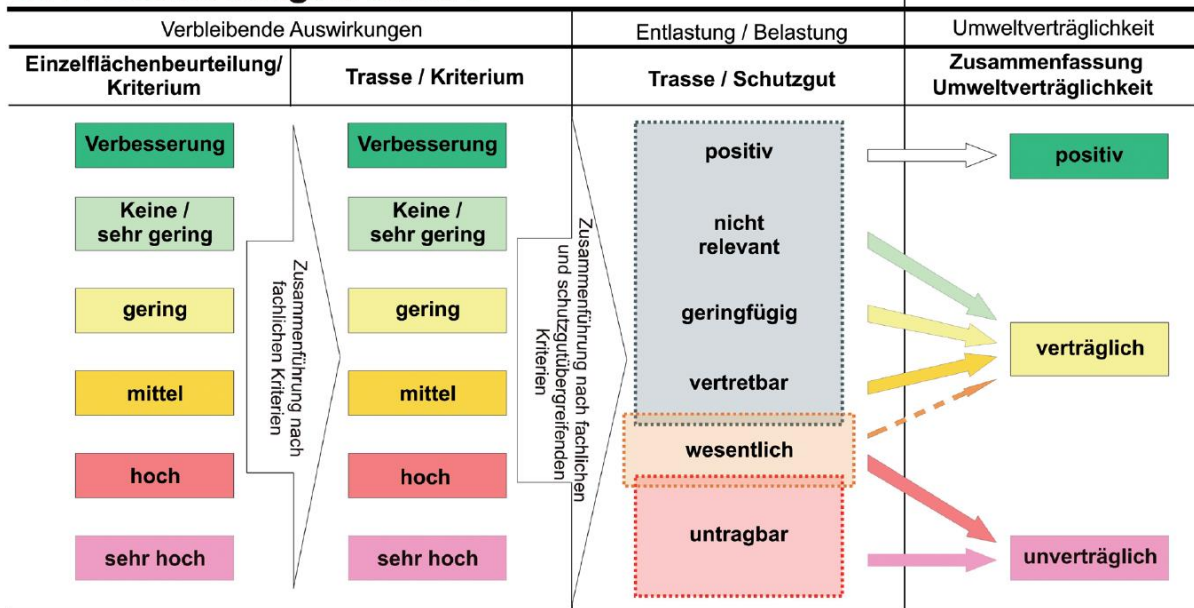 Verbleibende Auswirkungen
Entlastung / Belastung
Umweltverträglichkeit
Einzelflächenbeurteilung/
Kriterium
Trasse / Kriterium
Trasse / Schutzgut
Zusammenfassung
Umweltverträglichkeit
Verbesserung
Keine /
sehr gering
gering
mittel
hoch
sehr hoch
Zusammenführung nach
fachlichen Kriterien
Verbesserung
Keine /
sehr gering
gering
mittel
hoch
sehr hoch
Zusammenführung nach fachlichen
und schutzgutübergreifenden
Kriterien
positiv
nicht
relevant
geringfügig
vertretbar
wesentlich
untragbar
positiv
verträglich
unverträglich